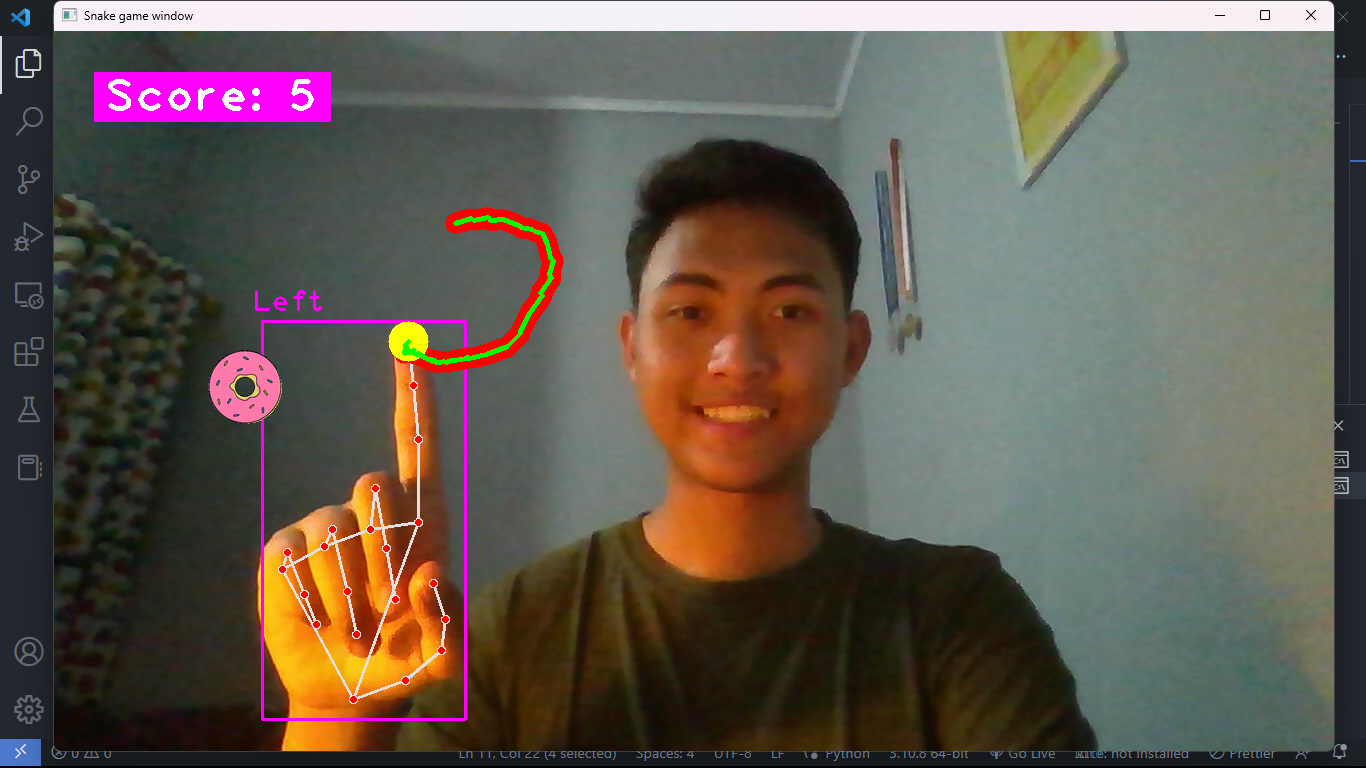 Snake game window
Score: 5
Left
0 0 Ln 11, Col 22 (4 selected) Spaces: 4 UTF-8 LF Python 3.10.8 64-bit Go Live not installed Prettier